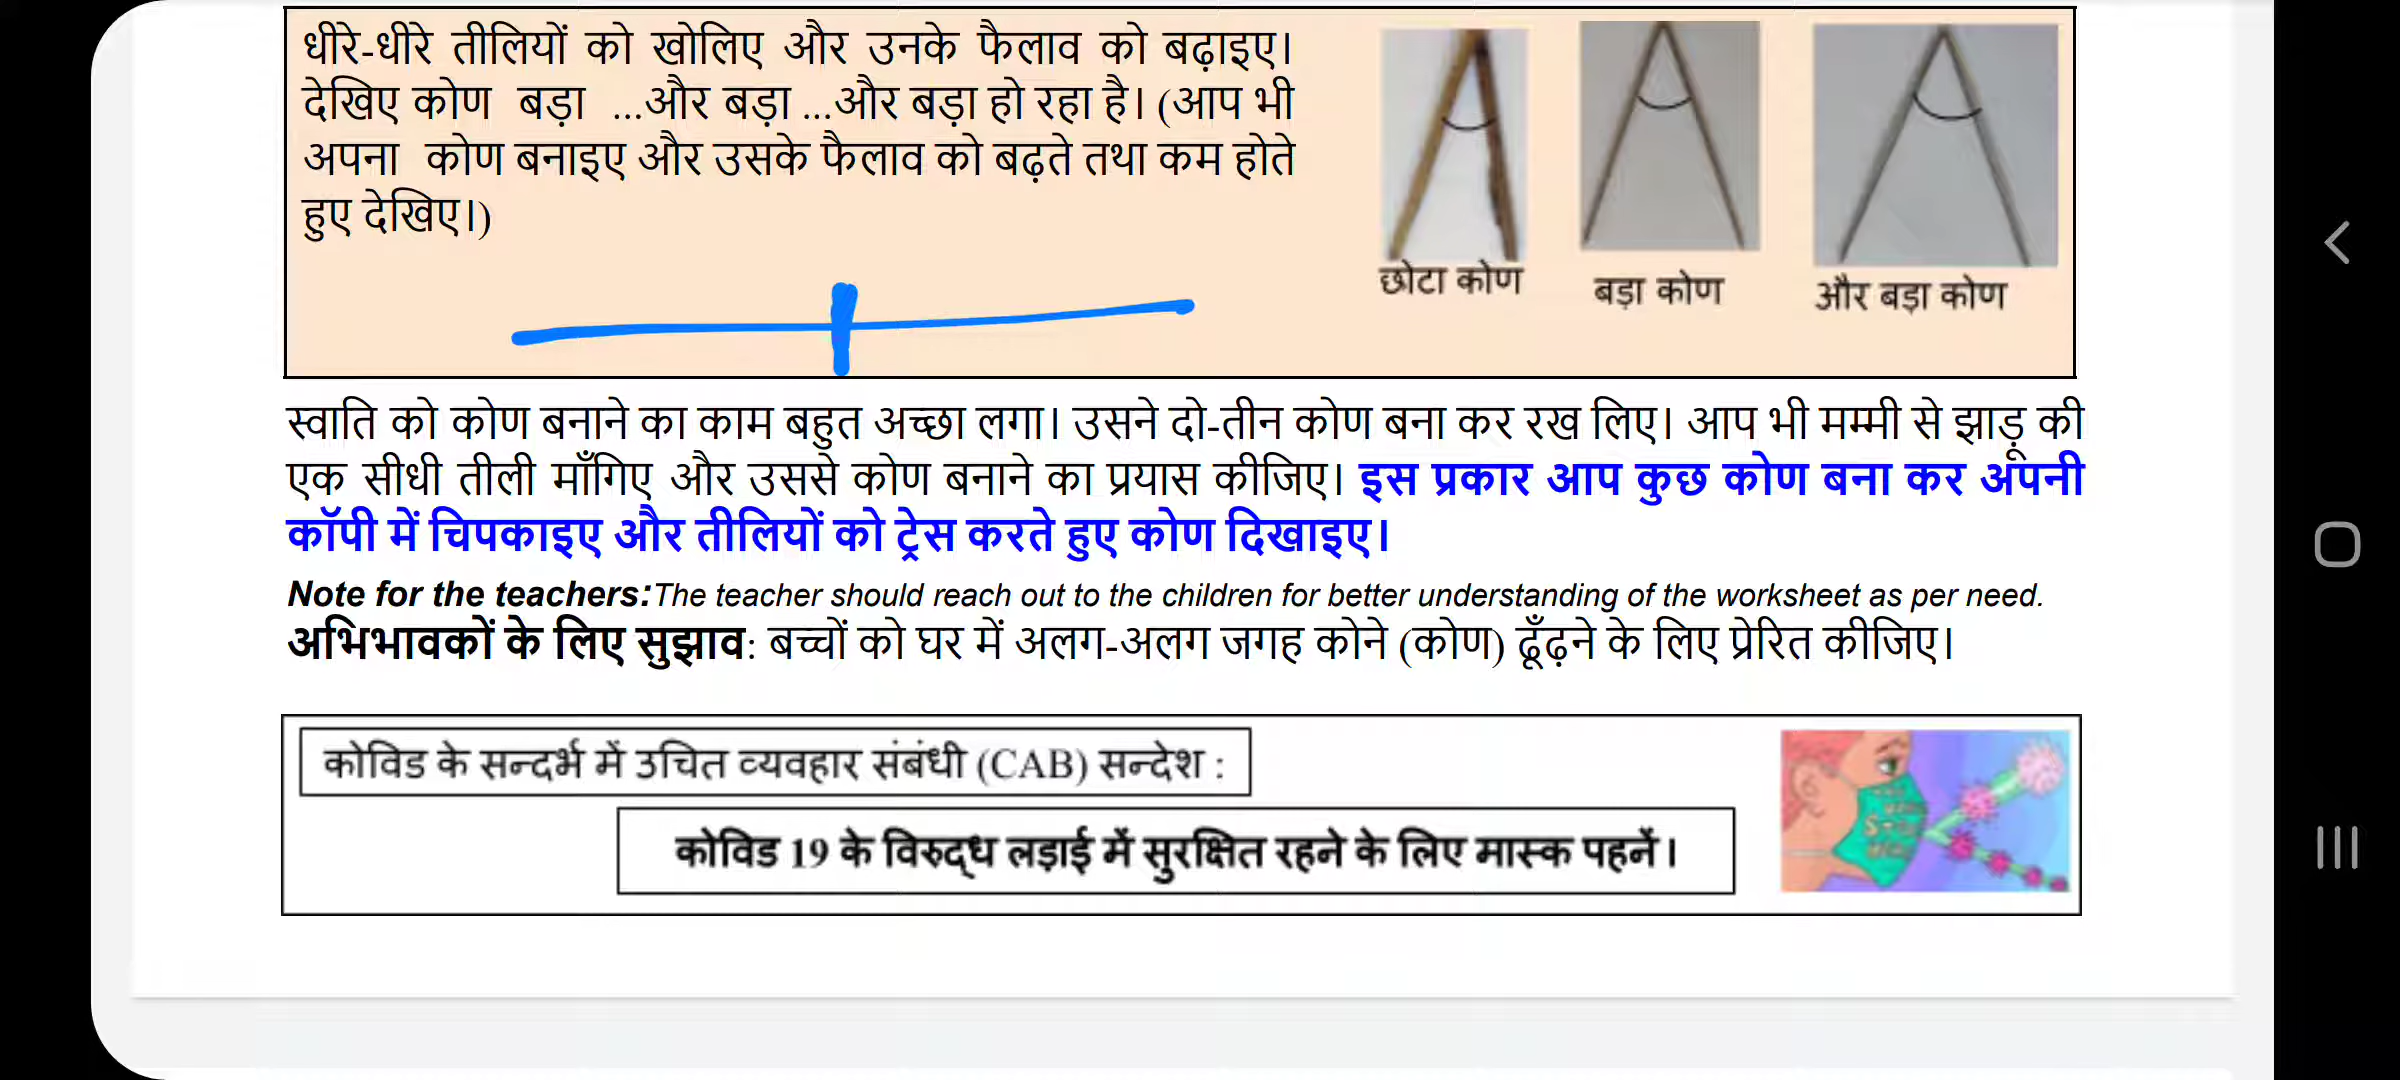 धीरे-धीरे तीलियों को खोलिए और उनके फैलाव को बढ़ाइए।
देखिए कोण बड़ा ...और बड़ा ...और बड़ा हो रहा है। (आप भी
अपना कोण बनाइए और उसके फैलाव को बढ़ते तथा कम होते
हुए देखिए।)
छोटा कोण
बड़ा कोण
और बड़ा कोण
स्वाति को कोण बनाने का काम बहुत अच्छा लगा। उसने दो-तीन कोण बना कर रख लिए। आप भी मम्मी से झाड़ू की
एक सीधी तीली माँगिए और उससे कोण बनाने का प्रयास कीजिए। इस प्रकार आप कुछ कोण बना कर अपनी
कॉपी में चिपकाइए और तीलियों को ट्रेस करते हुए कोण दिखाइए।
Note for the teachers:The teacher should reach out to the children for better understanding of the worksheet as per need.
अभिभावकों के लिए सुझाव: बच्चों को घर में अलग-अलग जगह कोने (कोण) ढूँढ़ने के लिए प्रेरित कीजिए।
कोविड के सन्दर्भ में उचित व्यवहार संबंधी (CAB) सन्देश :
कोविड 19 के विरुद्ध लड़ाई में सुरक्षित रहने के लिए मास्क पहनें।